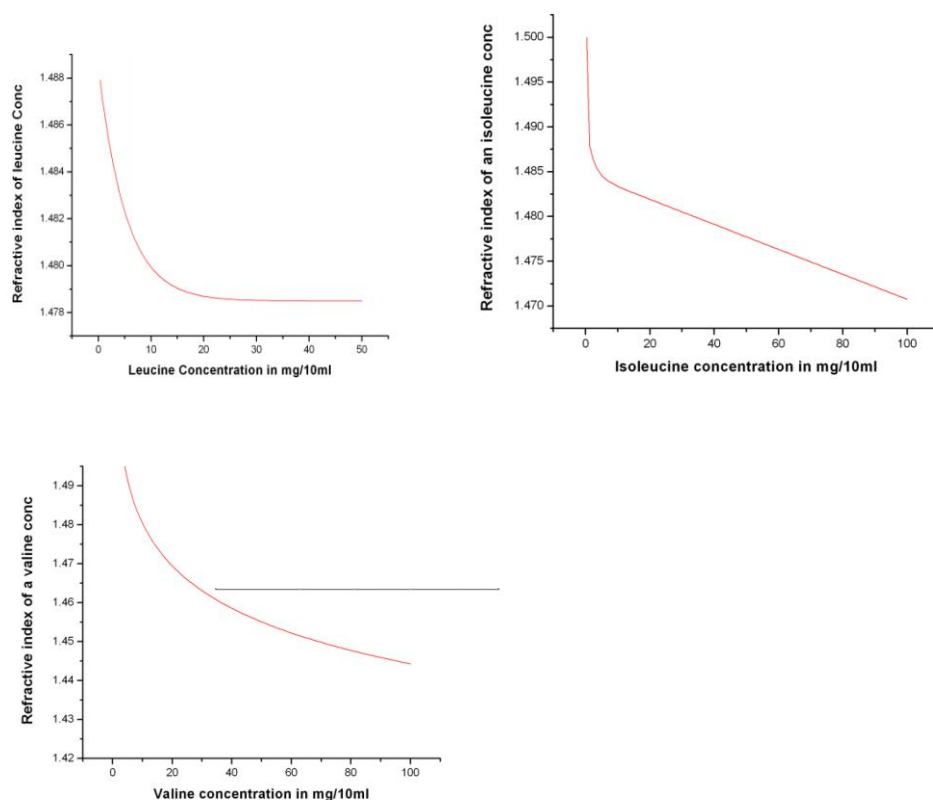 Refractive index of leucine Conc
1.488
1.486
1.484
1.482
1.480
1.478
0 10 20 30 40 50
Leucine Concentration in mg/10ml
Refractive index of an isoleucine conc
1.500
1.495
1.490
1.485
1.480
1.475
1.470
0 20 40 60 80 100
Isoleucine concentration in mg/10ml
Refractive index of a valine conc
1.49
1.48
1.47
1.46
1.45
1.44
1.43
1.42
0 20 40 60 80 100
Valine concentration in mg/10ml